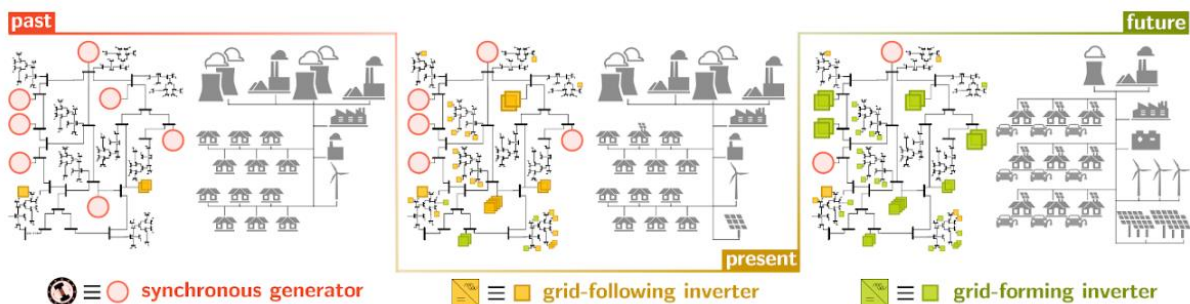 past
future
present
synchronous generator
grid-following inverter
grid-forming inverter